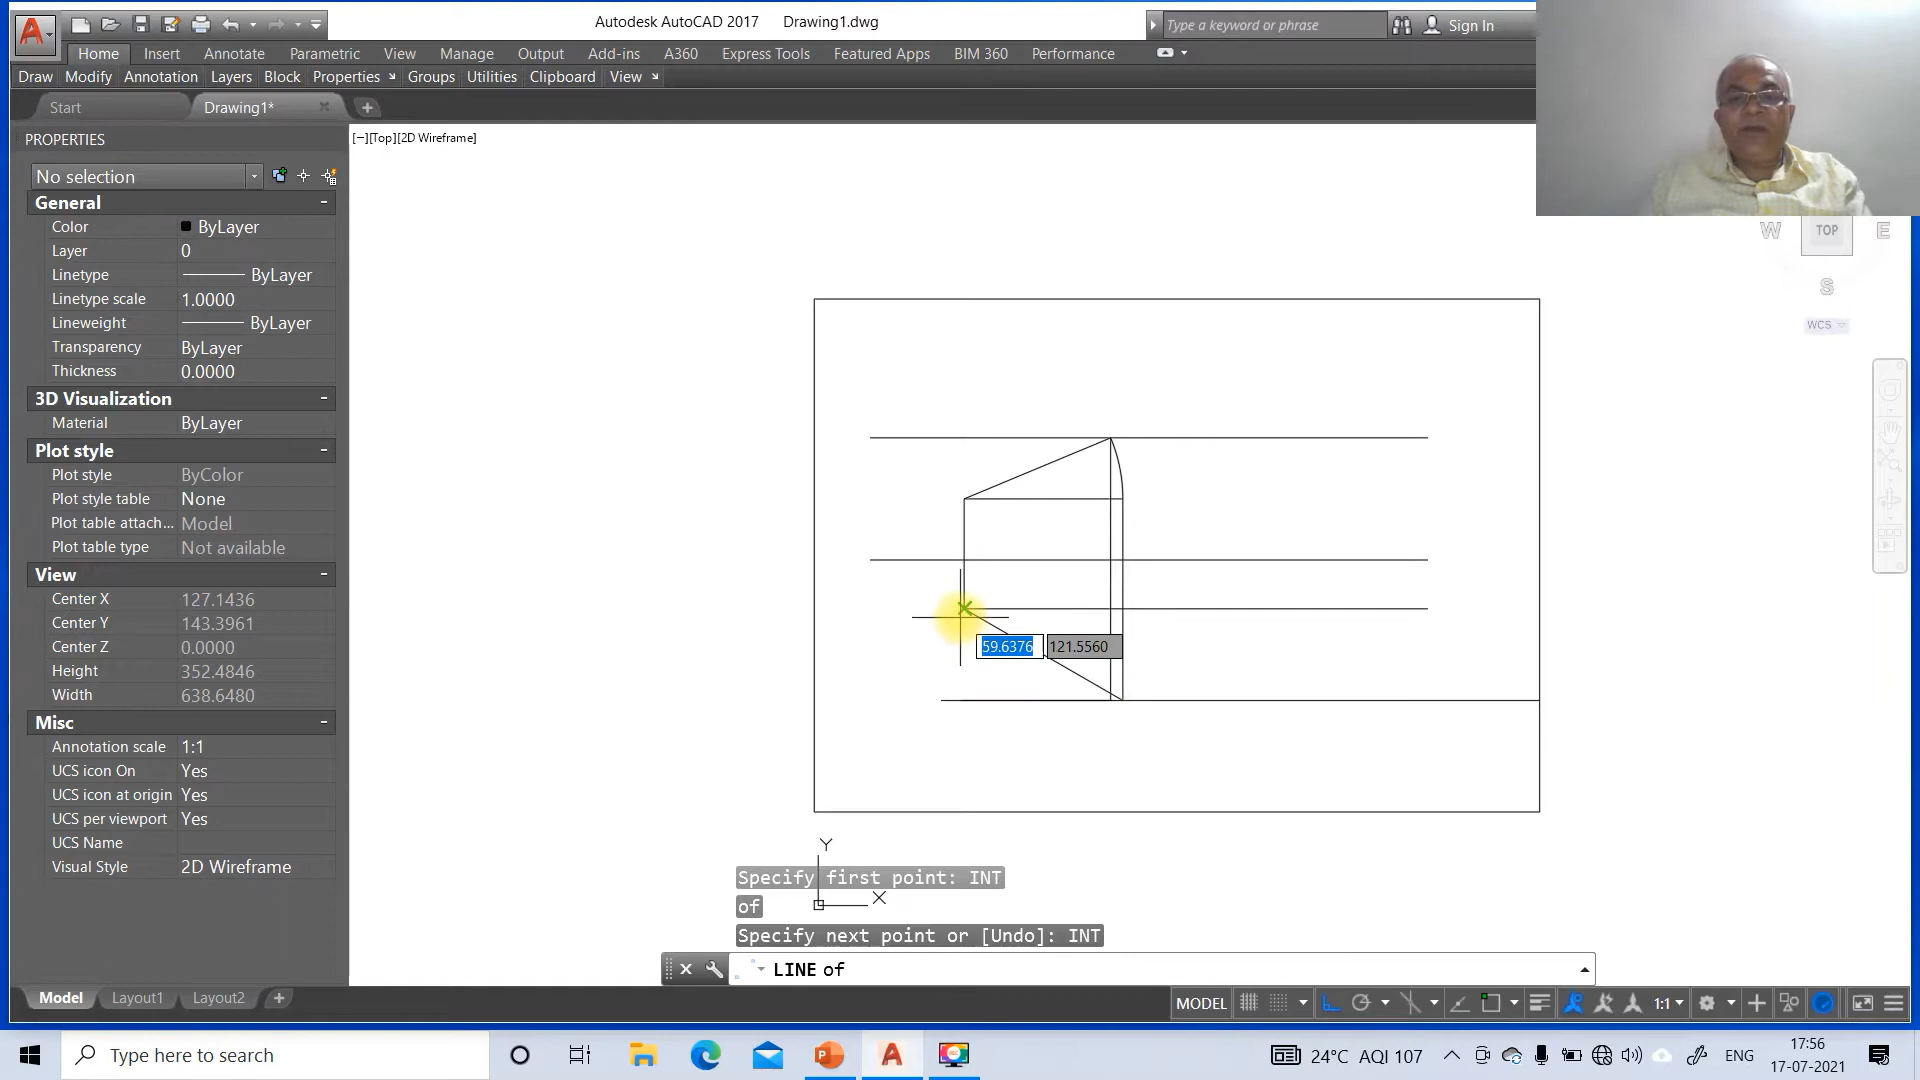 Autodesk AutoCAD 2017 Drawing1.dwg
Type a keyword or phrase
Sign In
Home Insert Annotate Parametric View Manage Output Add-ins A360 Express Tools Featured Apps BIM 360 Performance
Draw Modify Annotation Layers Block Properties Groups Utilities Clipboard View
Start Drawing1*
PROPERTIES
[−][Top][2D Wireframe]
No selection
General
Color ByLayer
Layer 0
Linetype ByLayer
Linetype scale 1.0000
Lineweight ByLayer
Transparency ByLayer
Thickness 0.0000
3D Visualization
Material ByLayer
Plot style
Plot style ByColor
Plot style table None
Plot table attach... Model
Plot table type Not available
View
Center X 127.1436
Center Y 143.3961
Center Z 0.0000
Height 352.4846
Width 638.6480
Misc
Annotation scale 1:1
UCS icon On Yes
UCS icon at origin Yes
UCS per viewport Yes
UCS Name
Visual Style 2D Wireframe
W TOP E
S
WCS
59.6376 121.5560
Y
X
Specify first point: INT
of
Specify next point or [Undo]: INT
LINE of
Model Layout1 Layout2
MODEL 1:1
Type here to search
24°C AQI 107
ENG
17:56
17-07-2021